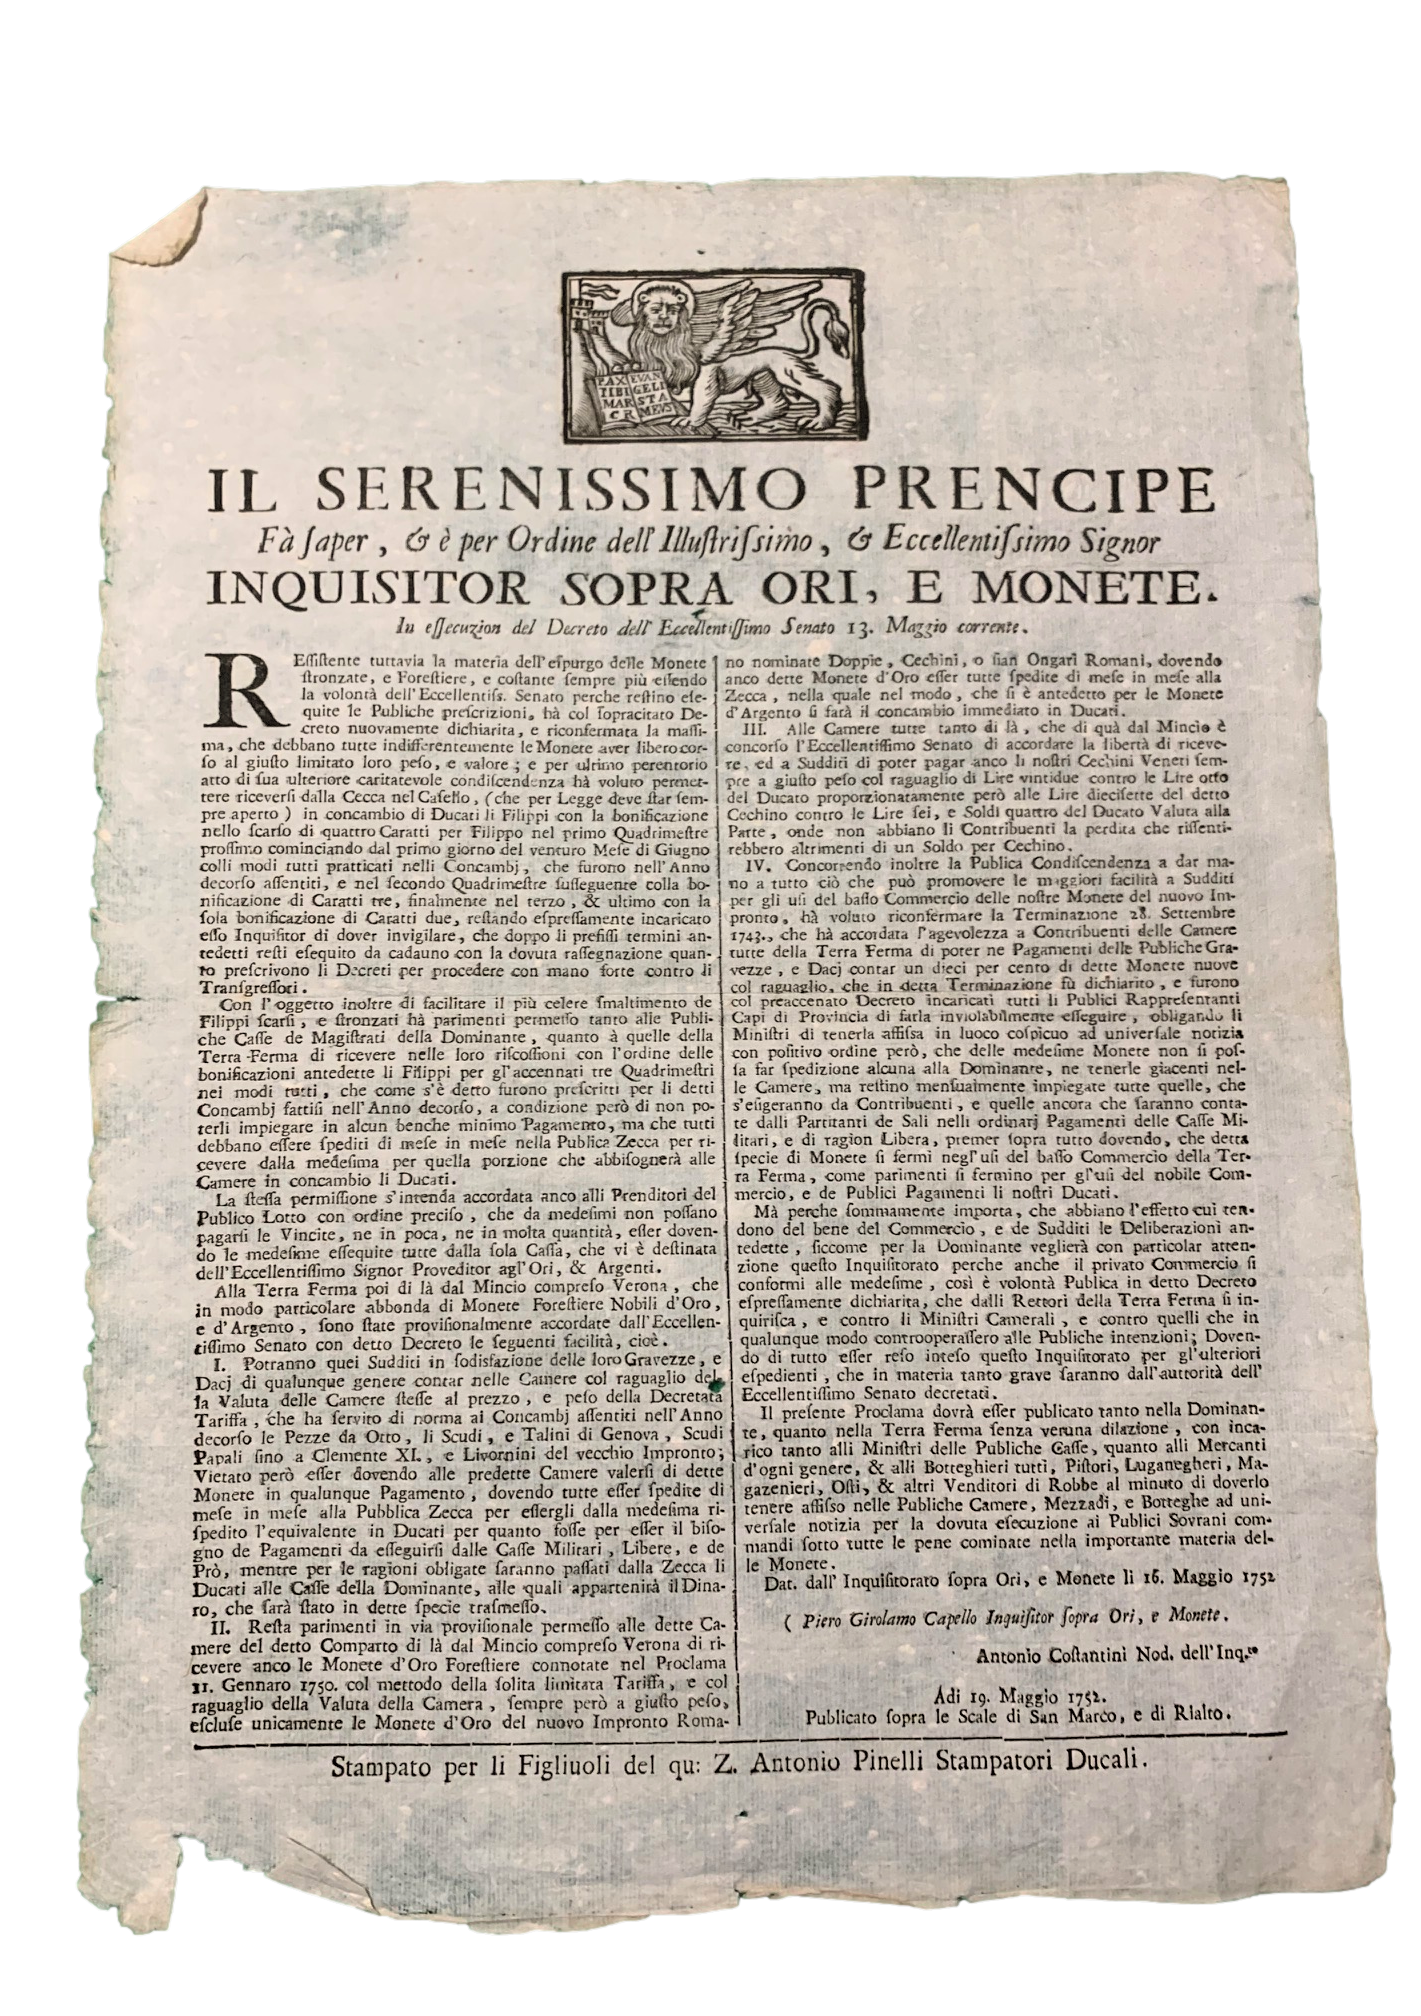 PAX EVAN
TIBI GELI
MAR STA
CE MEVS
IL SERENISSIMO PRENCIPE
Fà ſaper, & è per Ordine dell'Illuſtriſsimo, & Eccellentiſsimo Signor
INQUISITOR SOPRA ORI, E MONETE.
In eſſecuzion del Decreto dell'Eccellentiſſimo Senato 13. Maggio corrente.
REſiſtente tuttavia la materia dell'eſpurgo delle Monete
ſtronzate, e Foreſtiere, e coſtante ſempre più eſſendo
la volontà dell'Eccellentiſs. Senato perche reſtino eſe-
quite le Publiche preſcrizioni, hà col ſopracitato De-
creto nuovamente dichiarita, e riconfermata la maſſi-
ma, che debbano tutte indifferentemente le Monete aver libero cor-
ſo al giuſto limitato loro peſo, e valore; e per ultimo perentorio
atto di ſua ulteriore caritatevole condiſcendenza hà voluto permet-
tere riceverſi dalla Cecca nel Caſello, (che per Legge deve ſtar ſem-
pre aperto) in concambio di Ducati li Filippi con la bonificazione
nello ſcarſo di quattro Caratti per Filippo nel primo Quadrimeſtre
proſſimo cominciando dal primo giorno del venturo Meſe di Giugno
colli modi tutti pratticati nelli Concambj, che furono nell'Anno
decorſo aſſentiti, e nel ſecondo Quadrimeſtre ſuſſeguente colla bo-
nificazione di Caratti tre, finalmente nel terzo, & ultimo con la
ſola bonificazione di Caratti due, reſtando eſpreſſamente incaricato
eſſo Inquiſitor di dover invigilare, che doppo li prefiſſi termini an-
tedetti reſti eſequito da cadauno con la dovuta raſſegnazione quan-
to preſcrivono li Decreti per procedere con mano forte contro li
Tranſgreſſori.
Con l'oggetto inoltre di facilitare il più celere ſmaltimento de
Filippi ſcarſi, e ſtronzati hà parimenti permeſſo tanto alle Publi-
che Caſſe de Magiſtrati della Dominante, quanto à quelle della
Terra Ferma di ricevere nelle loro riſcoſſioni con l'ordine delle
bonificazioni antedette li Filippi per gl'accennati tre Quadrimeſtri
nei modi tutti, che come s'è detto furono preſcritti per li detti
Concambj fattiſi nell'Anno decorſo, a condizione però di non po-
terli impiegare in alcun benche minimo Pagamento, ma che tutti
debbano eſſere ſpediti di meſe in meſe nella Publica Zecca per ri-
cevere dalla medeſima per quella porzione che abbiſognerà alle
Camere in concambio li Ducati.
La ſteſſa permiſſione s'intenda accordata anco alli Prenditori del
Publico Lotto con ordine preciſo, che da medeſimi non poſſano
pagarſi le Vincite, ne in poca, ne in molta quantità, eſſer doven-
do le medeſime eſſequite tutte dalla ſola Caſſa, che vi è deſtinata
dell'Eccellentiſſimo Signor Proveditor agl'Ori, & Argenti.
Alla Terra Ferma poi di là dal Mincio compreſo Verona, che
in modo particolare abbonda di Monete Foreſtiere Nobili d'Oro,
e d'Argento, ſono ſtate proviſionalmente accordate dall'Eccellen-
tiſſimo Senato con detto Decreto le ſeguenti facilità, cioè.
I. Potranno quei Sudditi in ſodisfazione delle loro Gravezze, e
Dacj di qualunque genere contar nelle Camere col raguaglio del-
la Valuta delle Camere ſteſſe al prezzo, e peſo della Decretata
Tariffa, che ha ſervito di norma ai Concambj aſſentiti nell'Anno
decorſo le Pezze da Otto, li Scudi, e Talini di Genova, Scudi
Papali ſino a Clemente XI., e Livornini del vecchio Impronto;
Vietato però eſſer dovendo alle predette Camere valerſi di dette
Monete in qualunque Pagamento, dovendo tutte eſſer ſpedite di
meſe in meſe alla Pubblica Zecca per eſſergli dalla medeſima ri-
ſpedito l'equivalente in Ducati per quanto foſſe per eſſer il biſo-
gno de Pagamenti da eſſeguirſi dalle Caſſe Militari, Libere, e de
Prò, mentre per le ragioni obligate ſaranno paſſati dalla Zecca li
Ducati alle Caſſe della Dominante, alle quali appartenirà il Dina-
ro, che ſarà ſtato in dette ſpecie traſmeſſo.
II. Reſta parimenti in via proviſionale permeſſo alle dette Ca-
mere del detto Comparto di là dal Mincio compreſo Verona di ri-
cevere anco le Monete d'Oro Foreſtiere connotate nel Proclama
11. Gennaro 1750. col mettodo della ſolita limitata Tariffa, e col
raguaglio della Valuta della Camera, ſempre però a giuſto peſo,
eſcluſe unicamente le Monete d'Oro del nuovo Impronto Roma-
no nominate Doppie, Cechini, o ſian Ongari Romani, dovendo
anco dette Monete d'Oro eſſer tutte ſpedite di meſe in meſe alla
Zecca, nella quale nel modo, che ſi è antedetto per le Monete
d'Argento ſi farà il concambio immediato in Ducati.
III. Alle Camere tutte tanto di là, che di quà dal Mincio è
concorſo l'Eccellentiſſimo Senato di accordare la libertà di riceve-
re, ed a Sudditi di poter pagar anco li noſtri Cechini Veneti ſem-
pre a giuſto peſo col raguaglio di Lire vintidue contro le Lire otto
del Ducato proporzionatamente però alle Lire diecisette del detto
Cechino contro le Lire ſei, e Soldi quattro del Ducato Valuta alla
Parte, onde non abbiano li Contribuenti la perdita che riſſenti-
rebbero altrimenti di un Soldo per Cechino.
IV. Concorrendo inoltre la Publica Condiſcendenza a dar ma-
no a tutto ciò che può promovere le maggiori facilità a Sudditi
per gli uſi del baſſo Commercio delle noſtre Monete del nuovo Im-
pronto, hà voluto riconfermare la Terminazione 28. Settembre
1743., che hà accordata l'agevolezza a Contribuenti delle Camere
tutte della Terra Ferma di poter ne Pagamenti delle Publiche Gra-
vezze, e Dacj contar un dieci per cento di dette Monete nuove
col raguaglio, che in detta Terminazione fù dichiarito, e furono
col preaccenato Decreto incaricati tutti li Publici Rappreſentanti
Capi di Provincia di farla inviolabilmente eſſeguire, obligando li
Miniſtri di tenerla affiſſa in luoco coſpicuo ad univerſale notizia
con poſitivo ordine però, che delle medeſime Monete non ſi poſ-
ſa far ſpedizione alcuna alla Dominante, ne tenerle giacenti nel-
le Camere, ma reſtino menſualmente impiegate tutte quelle, che
s'eſigeranno da Contribuenti, e quelle ancora che ſaranno conta-
te dalli Partitanti de Sali nelli ordinarj Pagamenti delle Caſſe Mi-
litari, e di ragion Libera, premer ſopra tutto dovendo, che detta
ſpecie di Monete ſi fermi negl'uſi del baſſo Commercio della Ter-
ra Ferma, come parimenti ſi fermino per gl'uſi del nobile Com-
mercio, e de Publici Pagamenti li noſtri Ducati.
Mà perche ſommamente importa, che abbiano l'effetto cui ten-
dono del bene del Commercio, e de Sudditi le Deliberazioni an-
tedette, ſiccome per la Dominante veglierà con particolar atten-
zione queſto Inquiſitorato perche anche il privato Commercio ſi
conformi alle medeſime, così è volontà Publica in detto Decreto
eſpreſſamente dichiarita, che dalli Rettori della Terra Ferma ſi in-
quiriſca, e contro li Miniſtri Camerali, e contro quelli che in
qualunque modo controoperaſſero alle Publiche intenzioni; Doven-
do di tutto eſſer reſo inteſo queſto Inquiſitorato per gl'ulteriori
eſpedienti, che in materia tanto grave ſaranno dall'auttorità dell'
Eccellentiſſimo Senato decretati.
Il preſente Proclama dovrà eſſer publicato tanto nella Dominan-
te, quanto nella Terra Ferma ſenza veruna dilazione, con inca-
rico tanto alli Miniſtri delle Publiche Caſſe, quanto alli Mercanti
d'ogni genere, & alli Botteghieri tutti, Piſtori, Luganegheri, Ma-
gazenieri, Oſti, & altri Venditori di Robbe al minuto di doverlo
tenere affiſſo nelle Publiche Camere, Mezzadi, e Botteghe ad uni-
verſale notizia per la dovuta eſecuzione ai Publici Sovrani com-
mandi ſotto tutte le pene cominate nella importante materia del-
le Monete.
Dat. dall'Inquiſitorato ſopra Ori, e Monete li 16. Maggio 1752
( Piero Girolamo Capello Inquiſitor ſopra Ori, e Monete.
Antonio Coſtantini Nod. dell'Inq.to
Adi 19. Maggio 1752.
Publicato ſopra le Scale di San Marco, e di Rialto.
Stampato per li Figliuoli del qu: Z. Antonio Pinelli Stampatori Ducali.